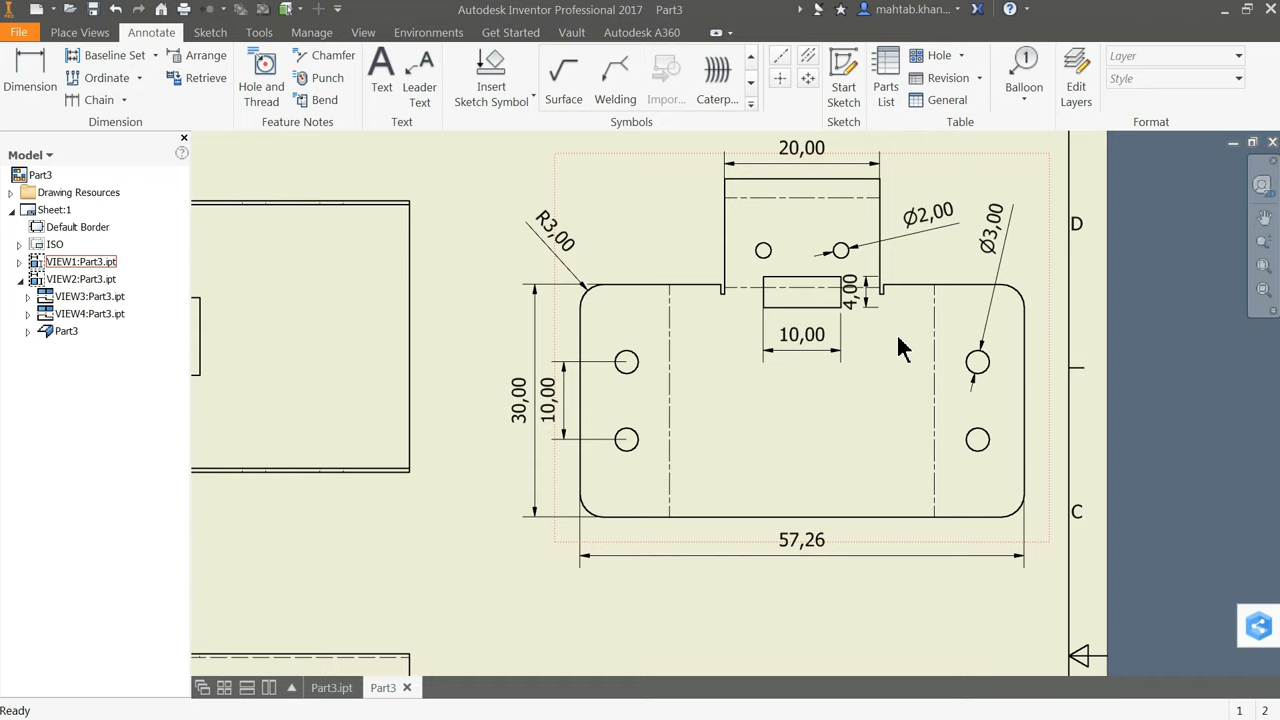 PRO
Autodesk Inventor Professional 2017 Part3
mahtab.khan...
File Place Views Annotate Sketch Tools Manage View Environments Get Started Vault Autodesk A360
Dimension
Baseline Set
Ordinate
Chain
Arrange
Retrieve
Dimension
Hole and Thread
Chamfer
Punch
Bend
Feature Notes
Text
Leader Text
Text
Insert Sketch Symbol
Surface
Welding
Impor...
Caterp...
Symbols
Start Sketch
Sketch
Parts List
Hole
Revision
General
Table
1
Balloon
Edit Layers
Layer
Style
Format
Model
Part3
Drawing Resources
Sheet:1
Default Border
ISO
VIEW1:Part3.ipt
VIEW2:Part3.ipt
VIEW3:Part3.ipt
VIEW4:Part3.ipt
Part3
20,00
R3,00
Ø2,00
Ø3,00
4,00
10,00
30,00
10,00
57,26
D
C
Part3.ipt
Part3
Ready
1 2